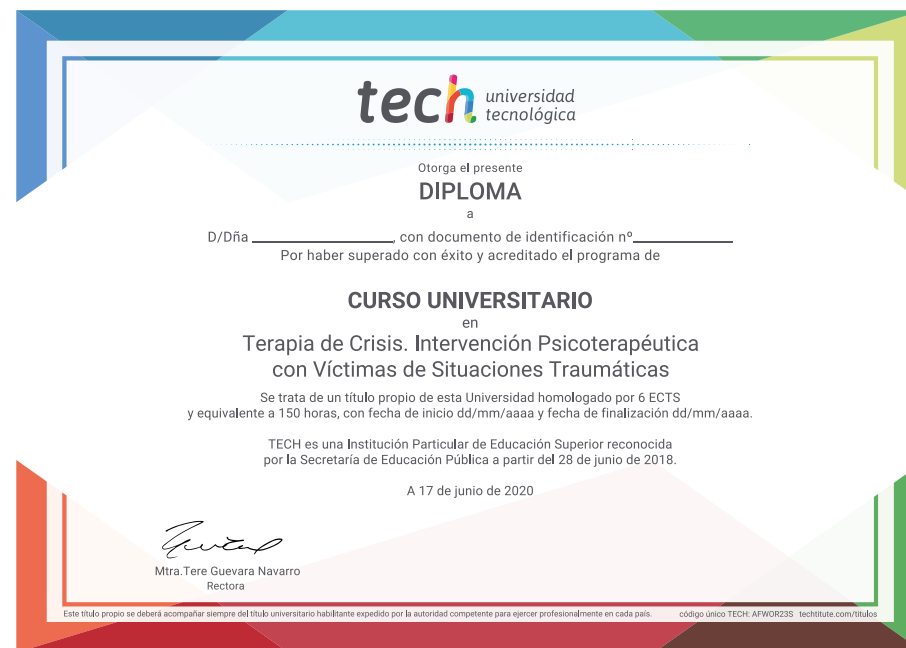 tech universidad
tecnológica
Otorga el presente
DIPLOMA
a
D/Dña ____________________, con documento de identificación nº______________
Por haber superado con éxito y acreditado el programa de
CURSO UNIVERSITARIO
en
Terapia de Crisis. Intervención Psicoterapéutica
con Víctimas de Situaciones Traumáticas
Se trata de un título propio de esta Universidad homologado por 6 ECTS
y equivalente a 150 horas, con fecha de inicio dd/mm/aaaa y fecha de finalización dd/mm/aaaa.
TECH es una Institución Particular de Educación Superior reconocida
por la Secretaría de Educación Pública a partir del 28 de junio de 2018.
A 17 de junio de 2020
Mtra.Tere Guevara Navarro
Rectora
Este título propio se deberá acompañar siempre del título universitario habilitante expedido por la autoridad competente para ejercer profesionalmente en cada país. código único TECH: AFWOR23S techtitute.com/titulos